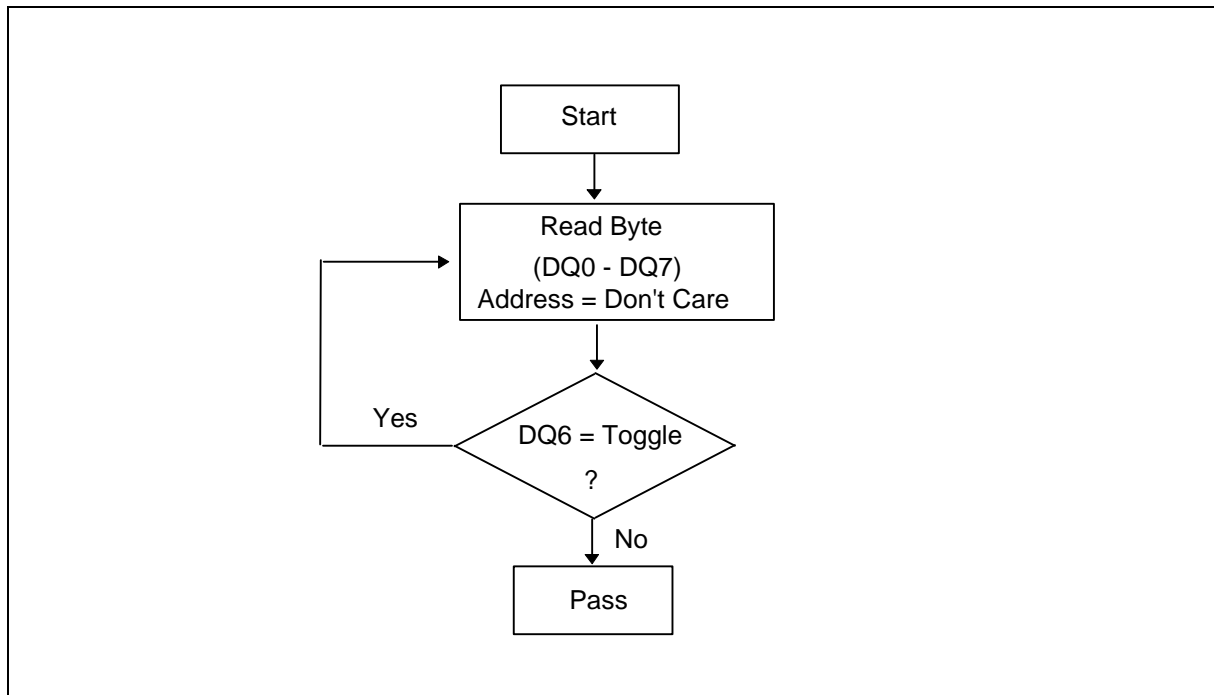 Start
Read Byte
(DQ0 - DQ7)
Address = Don't Care
Yes
DQ6 = Toggle
?
No
Pass